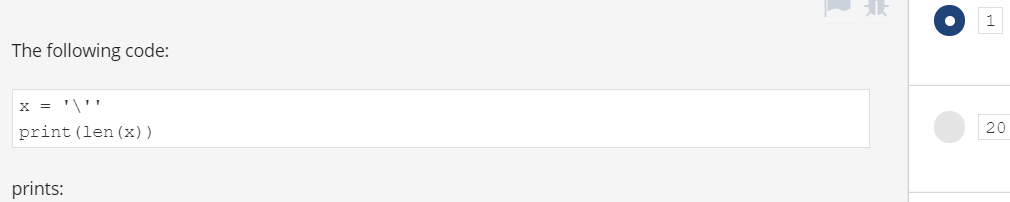 The following code:
x = '\''
print(len(x))
prints:
1
20